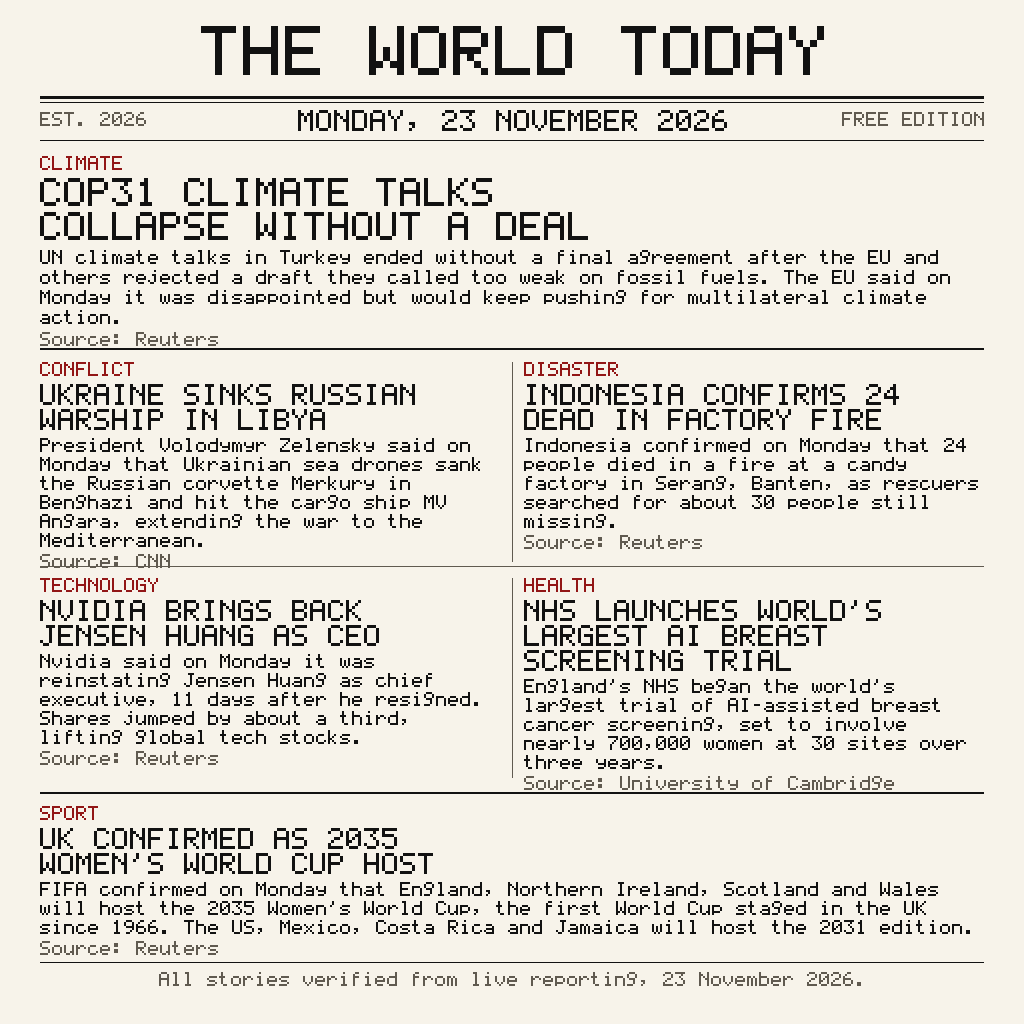 THE WORLD TODAY
EST. 2026
MONDAY, 23 NOVEMBER 2026
FREE EDITION
CLIMATE
COP31 CLIMATE TALKS
COLLAPSE WITHOUT A DEAL
UN climate talks in Turkey ended without a final agreement after the EU and
others rejected a draft they called too weak on fossil fuels. The EU said on
Monday it was disappointed but would keep pushing for multilateral climate
action.
Source: Reuters
CONFLICT
UKRAINE SINKS RUSSIAN
WARSHIP IN LIBYA
President Volodymyr Zelensky said on
Monday that Ukrainian sea drones sank
the Russian corvette Merkury in
Benghazi and hit the cargo ship MV
Angara, extending the war to the
Mediterranean.
Source: CNN
DISASTER
INDONESIA CONFIRMS 24
DEAD IN FACTORY FIRE
Indonesia confirmed on Monday that 24
people died in a fire at a candy
factory in Serang, Banten, as rescuers
searched for about 30 people still
missing.
Source: Reuters
TECHNOLOGY
NVIDIA BRINGS BACK
JENSEN HUANG AS CEO
Nvidia said on Monday it was
reinstating Jensen Huang as chief
executive, 11 days after he resigned.
Shares jumped by about a third,
lifting global tech stocks.
Source: Reuters
HEALTH
NHS LAUNCHES WORLD'S
LARGEST AI BREAST
SCREENING TRIAL
England's NHS began the world's
largest trial of AI-assisted breast
cancer screening, set to involve
nearly 700,000 women at 30 sites over
three years.
Source: University of Cambridge
SPORT
UK CONFIRMED AS 2035
WOMEN'S WORLD CUP HOST
FIFA confirmed on Monday that England, Northern Ireland, Scotland and Wales
will host the 2035 Women's World Cup, the first World Cup staged in the UK
since 1966. The US, Mexico, Costa Rica and Jamaica will host the 2031 edition.
Source: Reuters
All stories verified from live reporting, 23 November 2026.